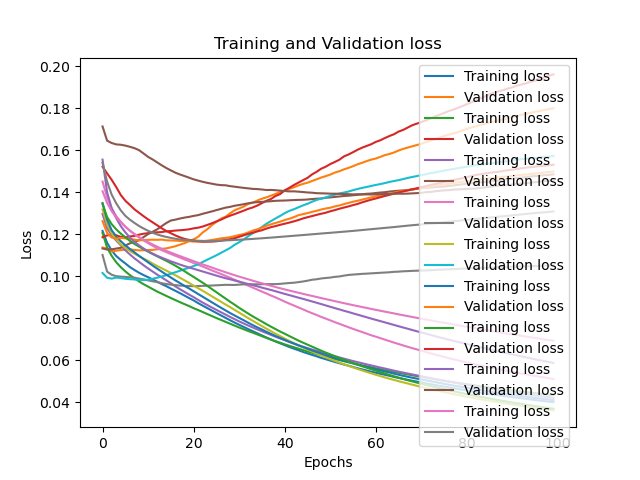 Training and Validation loss
Loss
0.20
0.18
0.16
0.14
0.12
0.10
0.08
0.06
0.04
Training loss
Validation loss
Training loss
Validation loss
Training loss
Validation loss
Training loss
Validation loss
Training loss
Validation loss
Training loss
Validation loss
Training loss
Validation loss
Training loss
Validation loss
Training loss
Validation loss
0 20 40 60 80 100
Epochs